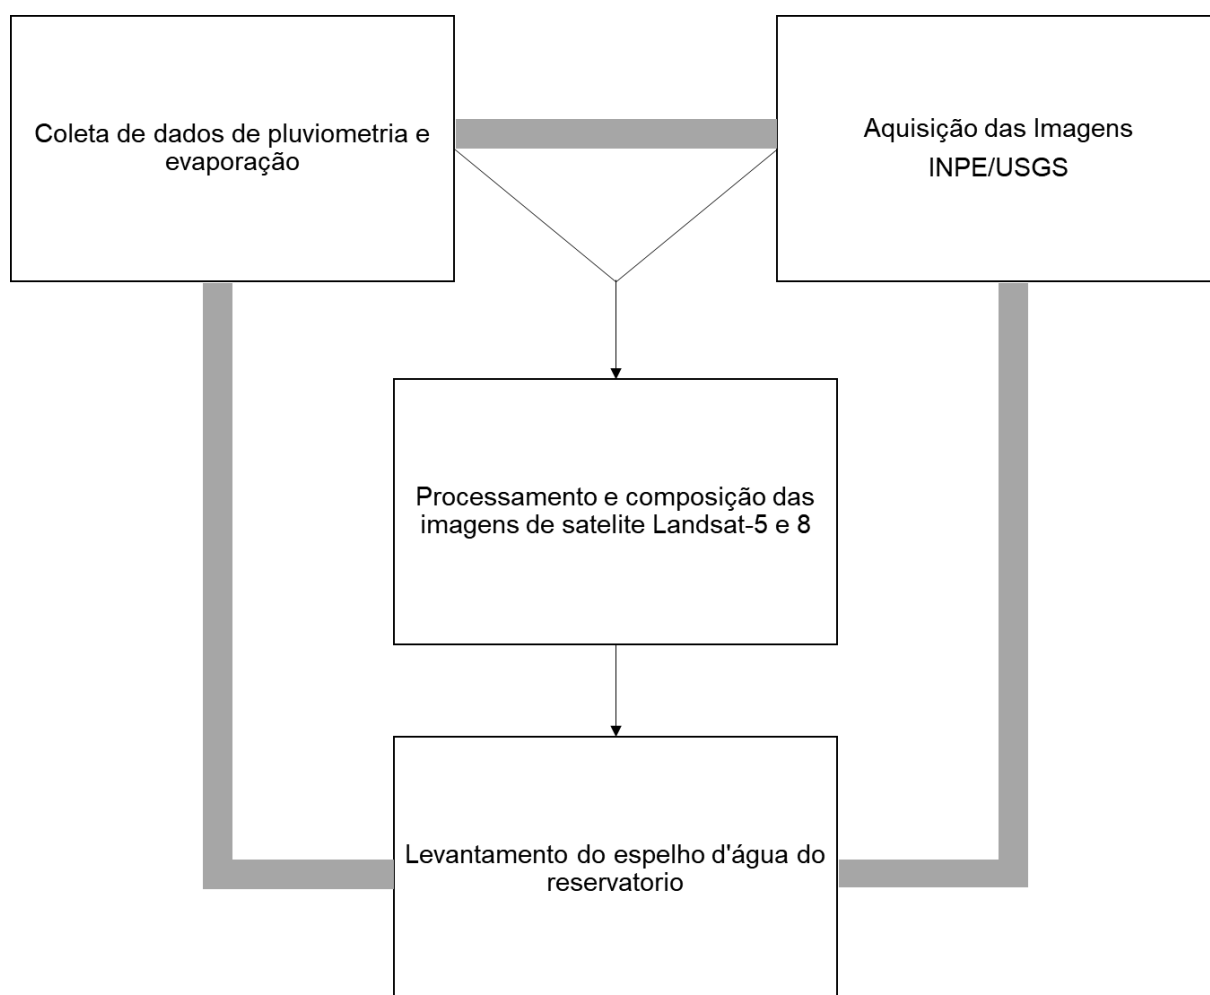 Coleta de dados de pluviometria e
evaporação
Aquisição das Imagens
INPE/USGS
Processamento e composição das
imagens de satelite Landsat-5 e 8
Levantamento do espelho d'água do
reservatorio